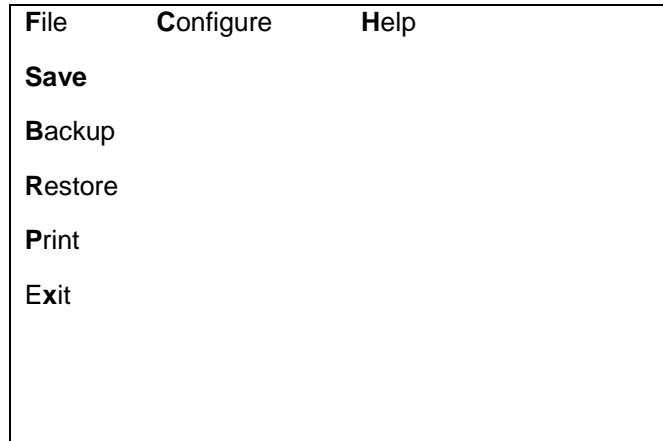 File Configure Help
Save
Backup
Restore
Print
Exit